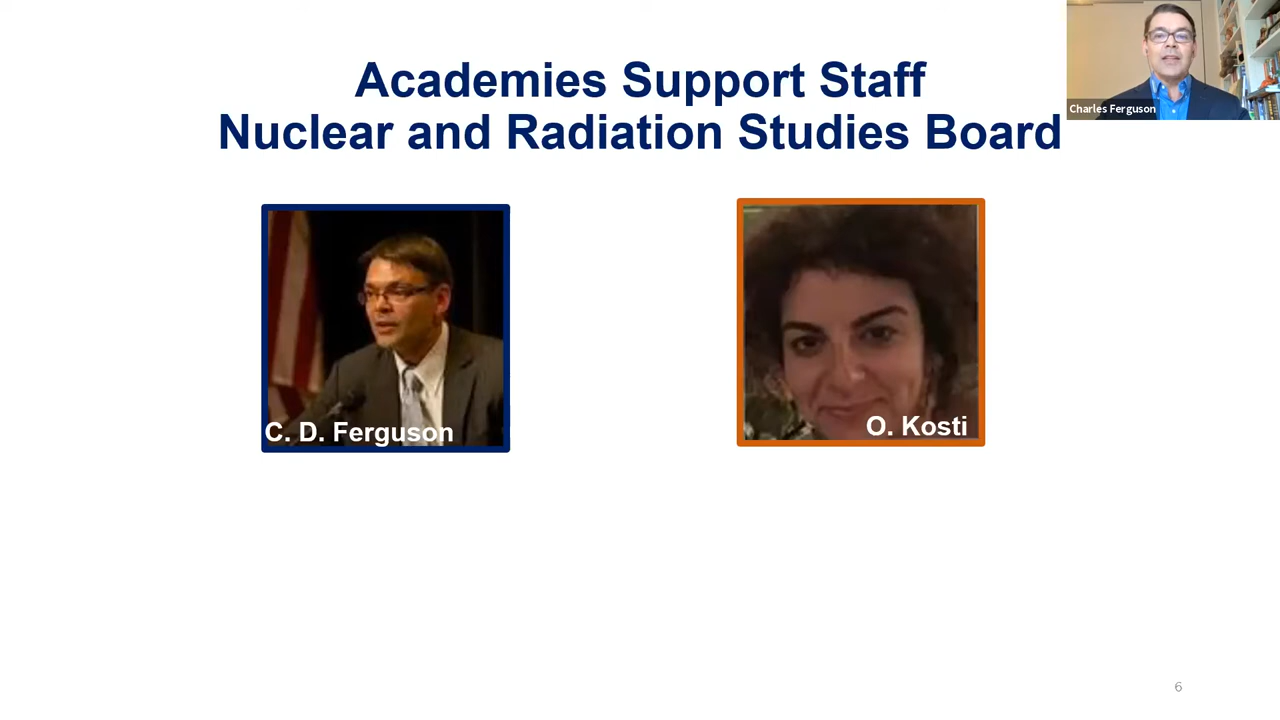 Academies Support Staff
Nuclear and Radiation Studies Board
Charles Ferguson
C. D. Ferguson
O. Kosti
6